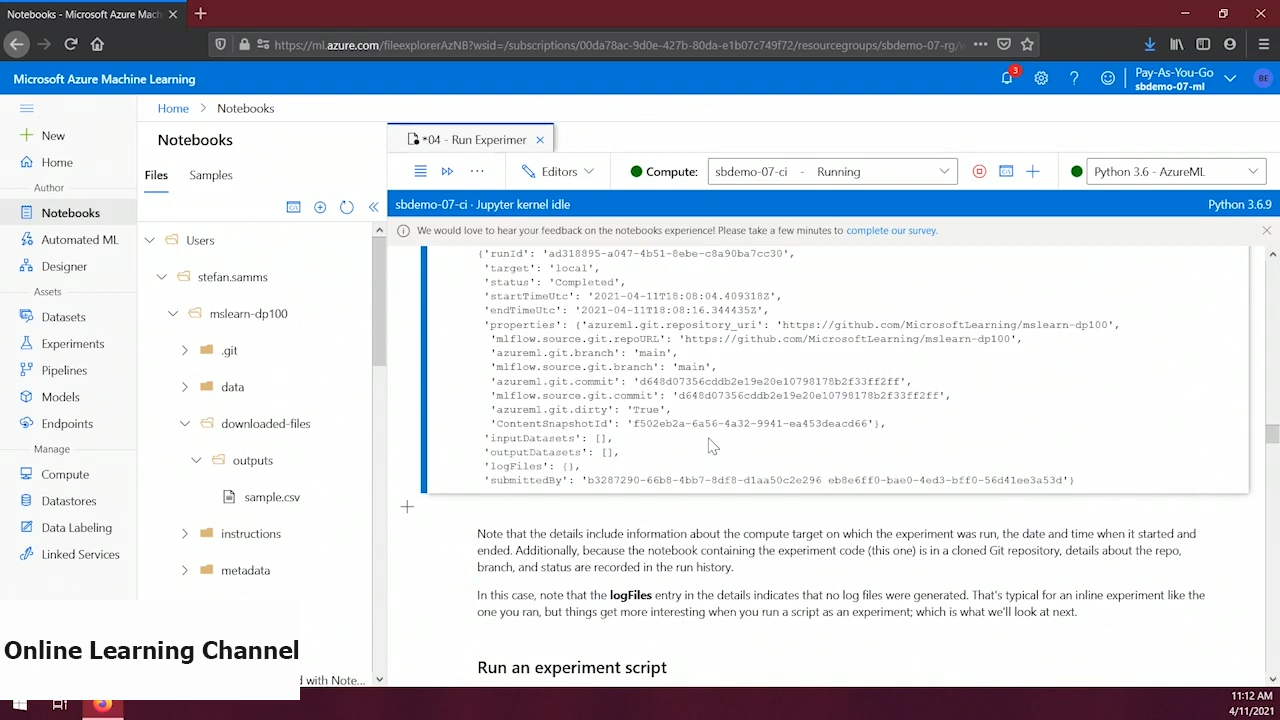 Notebooks - Microsoft Azure Mach
https://ml.azure.com/fileexplorerAzNB?wsid=/subscriptions/00da78ac-9d0e-427b-80da-e1b07c749f72/resourcegroups/sbdemo-07-rg/
Microsoft Azure Machine Learning
3
Pay-As-You-Go
sbdemo-07-ml
BE
New
Home
Author
Notebooks
Automated ML
Designer
Assets
Datasets
Experiments
Pipelines
Models
Endpoints
Manage
Compute
Datastores
Data Labeling
Linked Services
Home > Notebooks
Notebooks
Files
Samples
Users
stefan.samms
mslearn-dp100
.git
data
downloaded-files
outputs
sample.csv
instructions
metadata
d with Note...
*04 - Run Experimer
Editors
Compute:
sbdemo-07-ci - Running
Python 3.6 - AzureML
sbdemo-07-ci · Jupyter kernel idle
Python 3.6.9
We would love to hear your feedback on the notebooks experience! Please take a few minutes to complete our survey.
{'runId': 'ad318895-a047-4b51-8ebe-c8a90ba7cc30',
'target': 'local',
'status': 'Completed',
'startTimeUtc': '2021-04-11T18:08:04.409318Z',
'endTimeUtc': '2021-04-11T18:08:16.344435Z',
'properties': {'azureml.git.repository_uri': 'https://github.com/MicrosoftLearning/mslearn-dp100',
'mlflow.source.git.repoURL': 'https://github.com/MicrosoftLearning/mslearn-dp100',
'azureml.git.branch': 'main',
'mlflow.source.git.branch': 'main',
'azureml.git.commit': 'd648d07356cddb2e19e20e10798178b2f33ff2ff',
'mlflow.source.git.commit': 'd648d07356cddb2e19e20e10798178b2f33ff2ff',
'azureml.git.dirty': 'True',
'ContentSnapshotId': 'f502eb2a-6a56-4a32-9941-ea453deacd66'},
'inputDatasets': [],
'outputDatasets': [],
'logFiles': {},
'submittedBy': 'b3287290-66b8-4bb7-8df8-d1aa50c2e296 eb8e6ff0-bae0-4ed3-bff0-56d41ee3a53d'}
Note that the details include information about the compute target on which the experiment was run, the date and time when it started and
ended. Additionally, because the notebook containing the experiment code (this one) is in a cloned Git repository, details about the repo,
branch, and status are recorded in the run history.
In this case, note that the logFiles entry in the details indicates that no log files were generated. That's typical for an inline experiment like the
one you ran, but things get more interesting when you run a script as an experiment; which is what we'll look at next.
Run an experiment script
Online Learning Channel
11:12 AM
4/11/2021